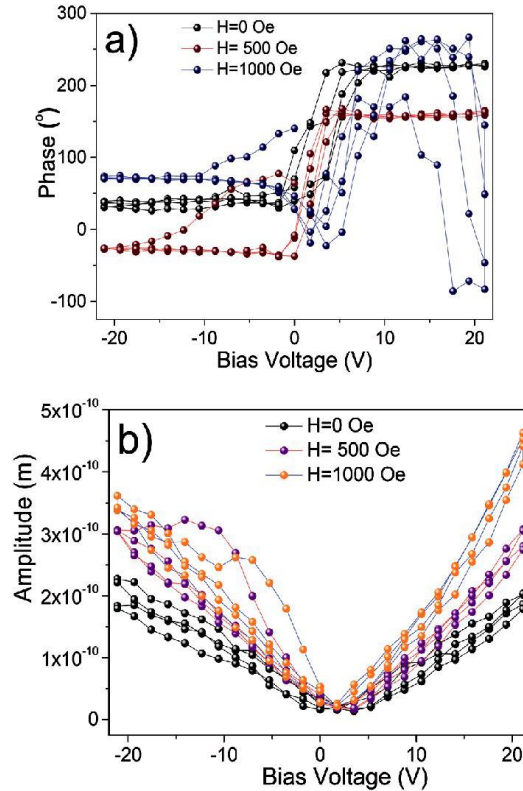 a)
H=0 Oe
H= 500 Oe
H=1000 Oe
300
200
100
0
-100
Phase (°)
-20 -10 0 10 20
Bias Voltage (V)
b)
H=0 Oe
H= 500 Oe
H=1000 Oe
5x10⁻¹⁰
4x10⁻¹⁰
3x10⁻¹⁰
2x10⁻¹⁰
1x10⁻¹⁰
0
Amplitude (m)
-20 -10 0 10 20
Bias Voltage (V)